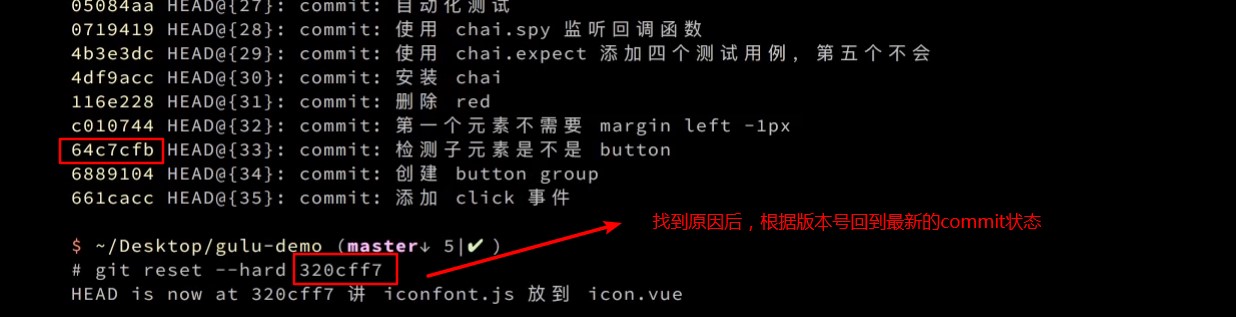 05084aa HEAD@{27}: commit: 自动化测试
0719419 HEAD@{28}: commit: 使用 chai.spy 监听回调函数
4b3e3dc HEAD@{29}: commit: 使用 chai.expect 添加四个测试用例, 第五个不会
4df9acc HEAD@{30}: commit: 安装 chai
116e228 HEAD@{31}: commit: 删除 red
c010744 HEAD@{32}: commit: 第一个元素不需要 margin left -1px
64c7cfb HEAD@{33}: commit: 检测子元素是不是 button
6889104 HEAD@{34}: commit: 创建 button group
661cacc HEAD@{35}: commit: 添加 click 事件
找到原因后，根据版本号回到最新的commit状态
$ ~/Desktop/gulu-demo (master↓ 5|✔ )
# git reset --hard 320cff7
HEAD is now at 320cff7 讲 iconfont.js 放到 icon.vue